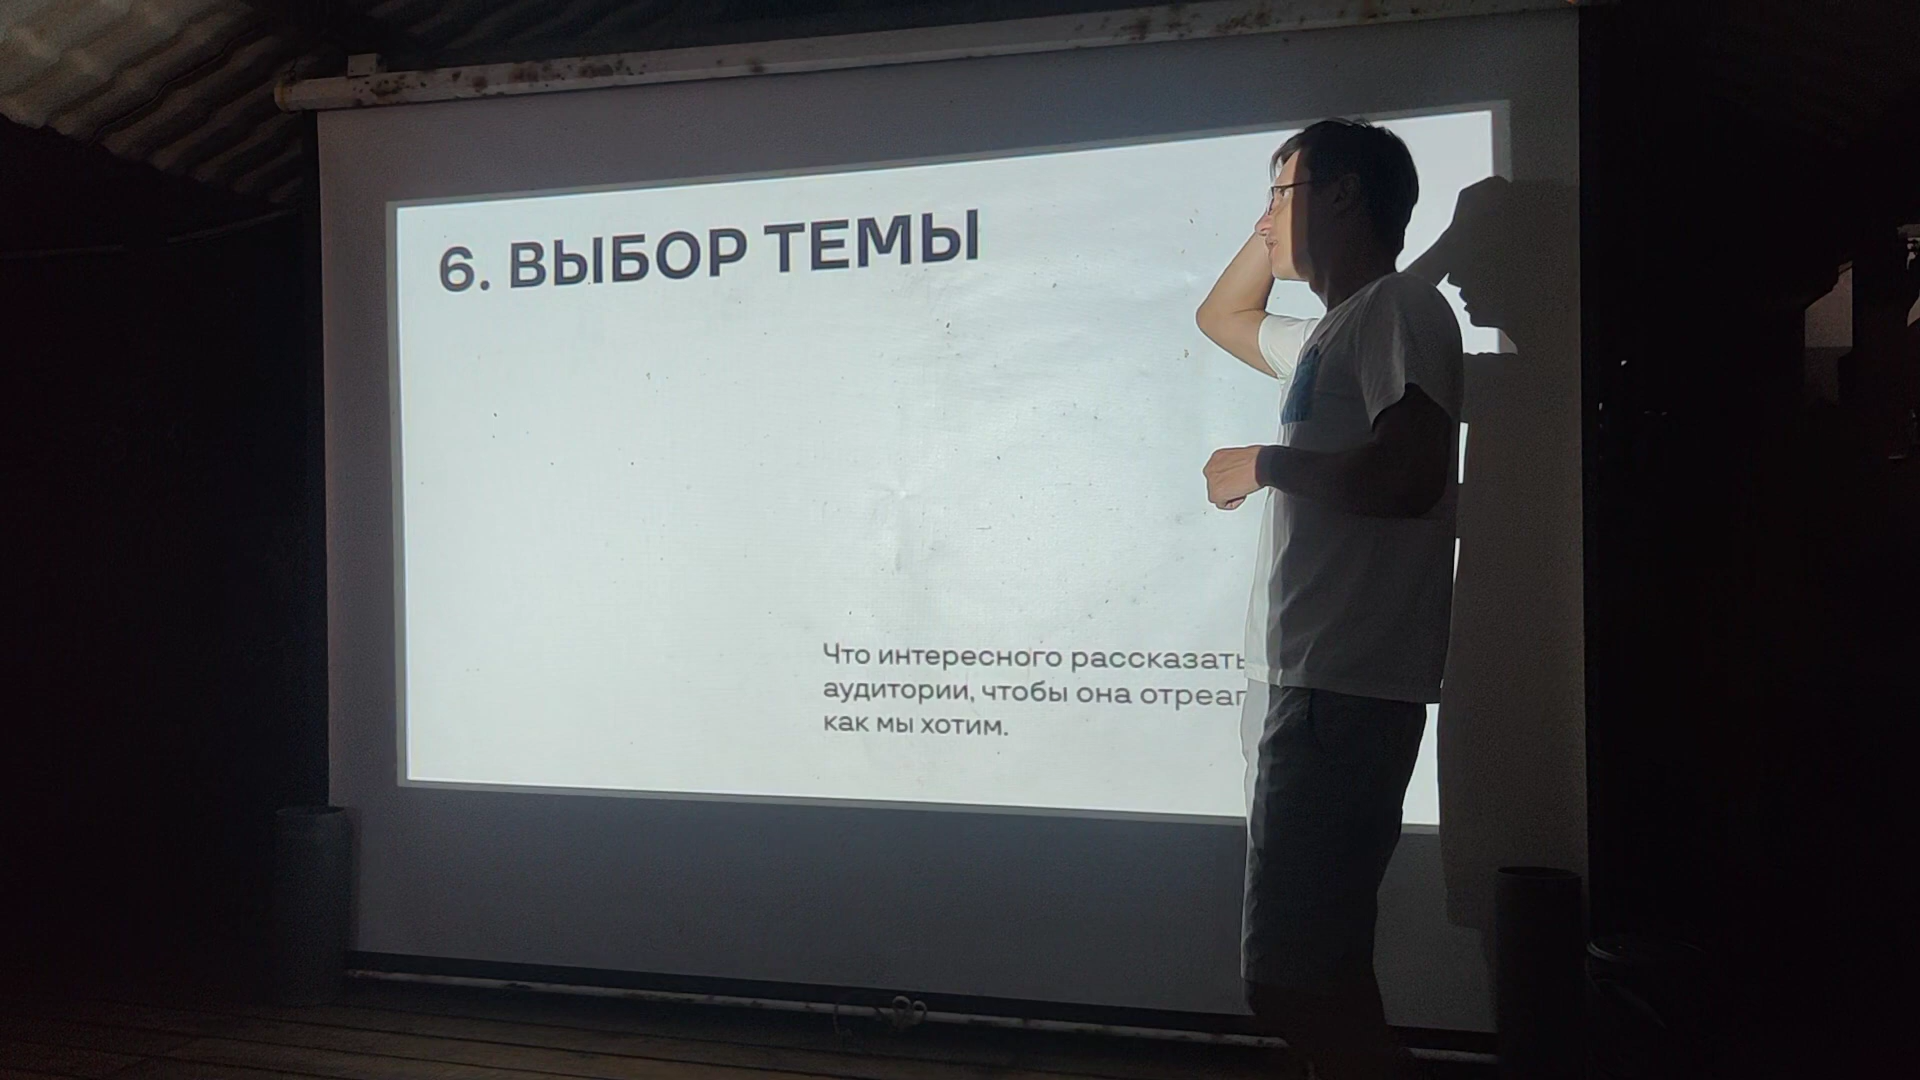 6. ВЫБОР ТЕМЫ
Что интересного рассказать
аудитории, чтобы она
как мы хотим.